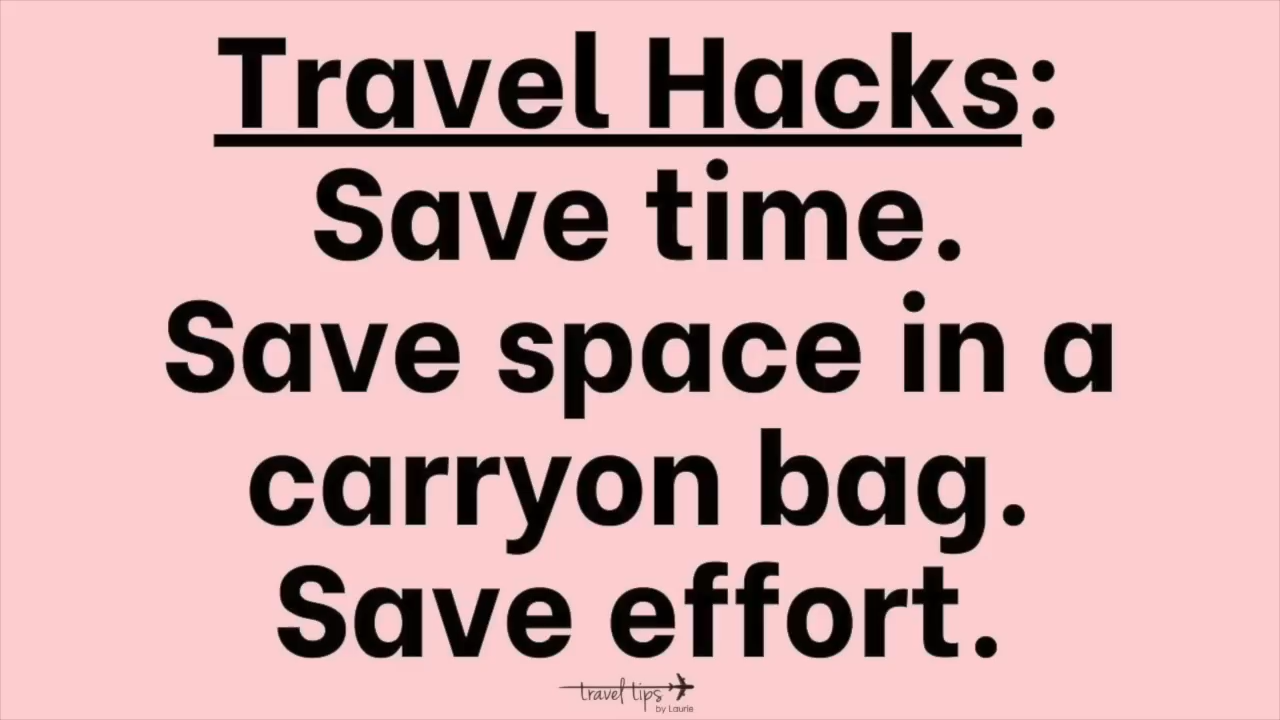 Travel Hacks:
Save time.
Save space in a
carryon bag.
Save effort.
travel tips
by Laurie